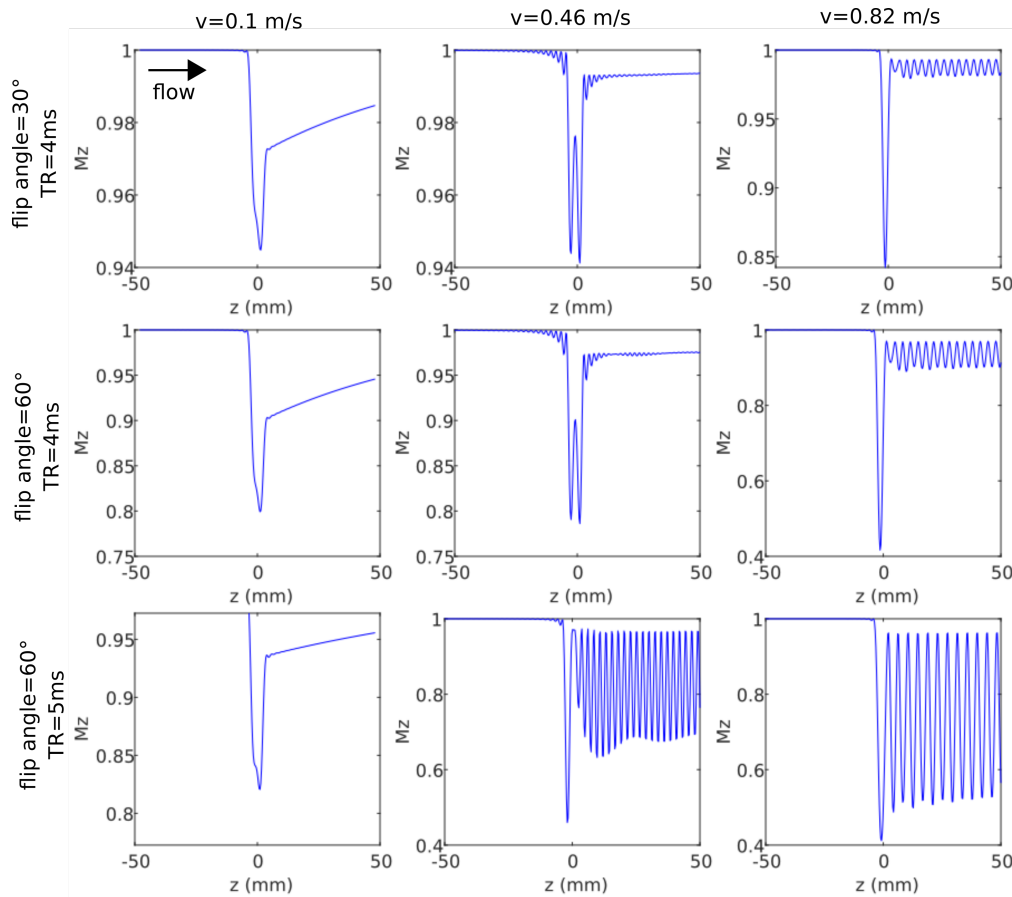 v=0.1 m/s
v=0.46 m/s
v=0.82 m/s
flip angle=30°
TR=4ms
Mz
1
0.98
0.96
0.94
flow
-50
0
50
z (mm)
Mz
1
0.98
0.96
0.94
-50
0
50
z (mm)
Mz
1
0.95
0.9
0.85
-50
0
50
z (mm)
flip angle=60°
TR=4ms
Mz
1
0.95
0.9
0.85
0.8
0.75
-50
0
50
z (mm)
Mz
1
0.95
0.9
0.85
0.8
0.75
-50
0
50
z (mm)
Mz
1
0.8
0.6
0.4
-50
0
50
z (mm)
flip angle=60°
TR=5ms
Mz
0.95
0.9
0.85
0.8
-50
0
50
z (mm)
Mz
1
0.8
0.6
0.4
-50
0
50
z (mm)
Mz
1
0.8
0.6
0.4
-50
0
50
z (mm)